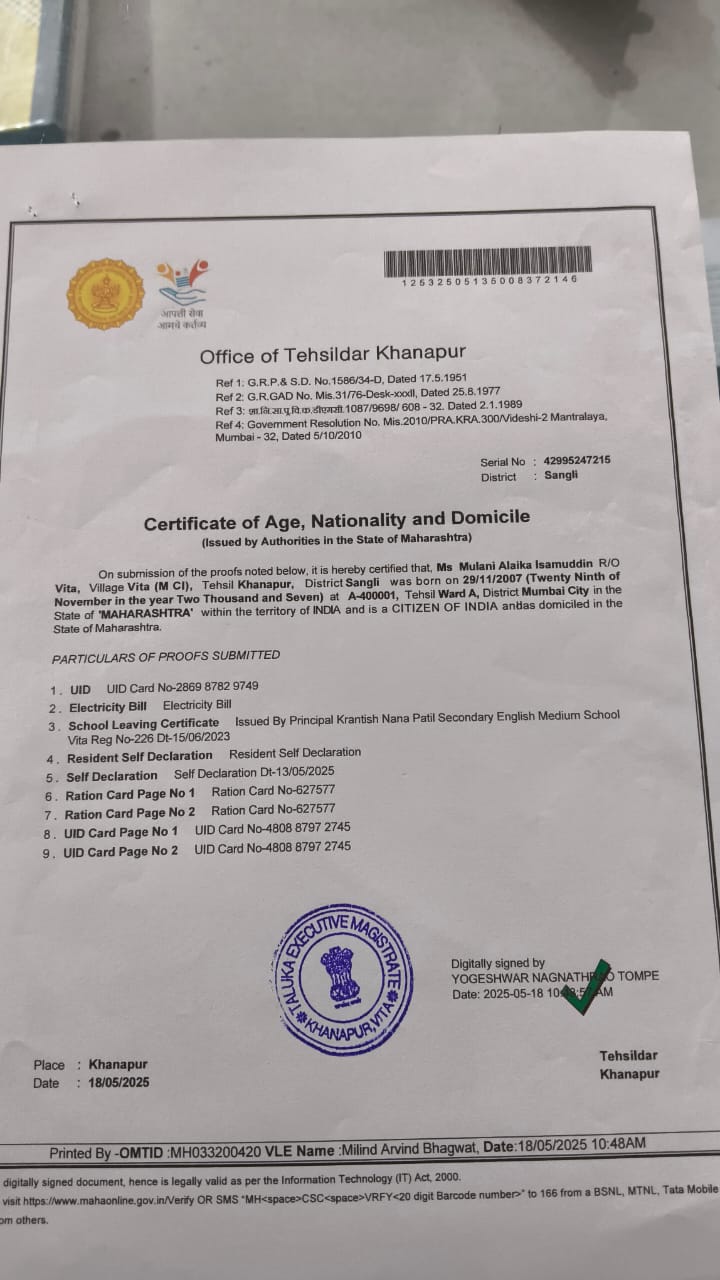 आपली सेवा
आमचे कर्तव्य
12532505135008372146
Office of Tehsildar Khanapur
Ref 1: G.R.P.& S.D. No.1586/34-D, Dated 17.5.1951
Ref 2: G.R.GAD No. Mis.31/76-Desk-xxxII, Dated 25.8.1977
Ref 3: शा.नि.सा.पू.वि.क.डीएमसी.1087/9698/ 608 - 32. Dated 2.1.1989
Ref 4: Government Resolution No. Mis.2010/PRA.KRA.300/Videshi-2 Mantralaya,
Mumbai - 32, Dated 5/10/2010
Serial No : 42995247215
District : Sangli
Certificate of Age, Nationality and Domicile
(Issued by Authorities in the State of Maharashtra)
On submission of the proofs noted below, it is hereby certified that, Ms Mulani Alaika Isamuddin R/O
Vita, Village Vita (M Cl), Tehsil Khanapur, District Sangli was born on 29/11/2007 (Twenty Ninth of
November in the year Two Thousand and Seven) at A-400001, Tehsil Ward A, District Mumbai City in the
State of 'MAHARASHTRA' within the territory of INDIA and is a CITIZEN OF INDIA andas domiciled in the
State of Maharashtra.
PARTICULARS OF PROOFS SUBMITTED
1. UID UID Card No-2869 8782 9749
2. Electricity Bill Electricity Bill
3. School Leaving Certificate Issued By Principal Krantish Nana Patil Secondary English Medium School
Vita Reg No-226 Dt-15/06/2023
4. Resident Self Declaration Resident Self Declaration
5. Self Declaration Self Declaration Dt-13/05/2025
6. Ration Card Page No 1 Ration Card No-627577
7. Ration Card Page No 2 Ration Card No-627577
8. UID Card Page No 1 UID Card No-4808 8797 2745
9. UID Card Page No 2 UID Card No-4808 8797 2745
TALUKA EXECUTIVE MAGISTRATE
KHANAPUR, VITA
Digitally signed by
YOGESHWAR NAGNATHRAO TOMPE
Date: 2025-05-18 AM
Tehsildar
Khanapur
Place : Khanapur
Date : 18/05/2025
Printed By -OMTID :MH033200420 VLE Name :Milind Arvind Bhagwat, Date:18/05/2025 10:48AM
digitally signed document, hence is legally valid as per the Information Technology (IT) Act, 2000.
visit https://www.mahaonline.gov.in/Verify OR SMS "MH<space>CSC<space>VRFY<20 digit Barcode number>" to 166 from a BSNL, MTNL, Tata Mobile
om others.